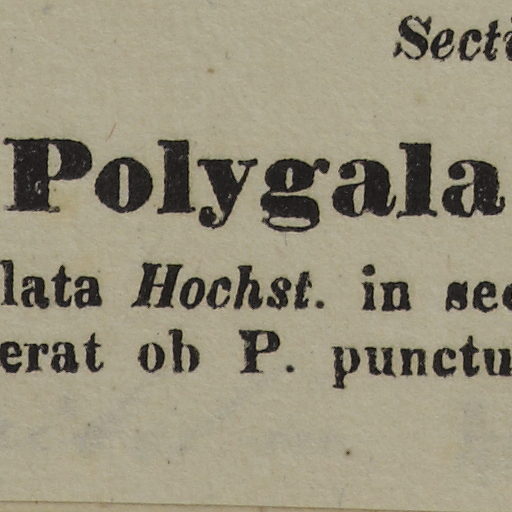 Secti
Polygala
lata Hochst. in sec
erat ob P. punctu